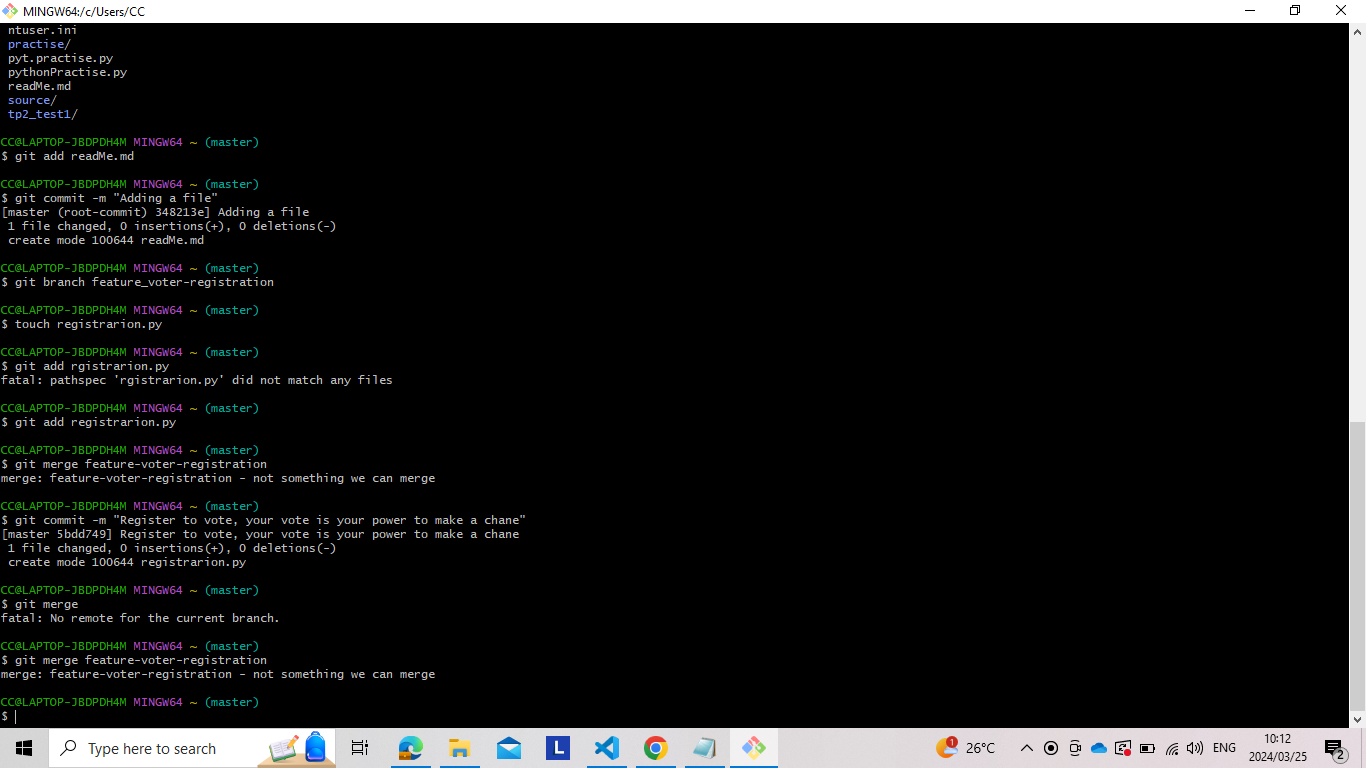 MINGW64:/c/Users/CC
ntuser.ini
practise/
pyt.practise.py
pythonPractise.py
readMe.md
source/
tp2_test1/
CC@LAPTOP-JBDPDH4M MINGW64 ~ (master)
$ git add readMe.md
CC@LAPTOP-JBDPDH4M MINGW64 ~ (master)
$ git commit -m "Adding a file"
[master (root-commit) 348213e] Adding a file
1 file changed, 0 insertions(+), 0 deletions(-)
create mode 100644 readMe.md
CC@LAPTOP-JBDPDH4M MINGW64 ~ (master)
$ git branch feature_voter-registration
CC@LAPTOP-JBDPDH4M MINGW64 ~ (master)
$ touch registrarion.py
CC@LAPTOP-JBDPDH4M MINGW64 ~ (master)
$ git add rgistrarion.py
fatal: pathspec 'rgistrarion.py' did not match any files
CC@LAPTOP-JBDPDH4M MINGW64 ~ (master)
$ git add registrarion.py
CC@LAPTOP-JBDPDH4M MINGW64 ~ (master)
$ git merge feature-voter-registration
merge: feature-voter-registration - not something we can merge
CC@LAPTOP-JBDPDH4M MINGW64 ~ (master)
$ git commit -m "Register to vote, your vote is your power to make a chane"
[master 5bdd749] Register to vote, your vote is your power to make a chane
1 file changed, 0 insertions(+), 0 deletions(-)
create mode 100644 registrarion.py
CC@LAPTOP-JBDPDH4M MINGW64 ~ (master)
$ git merge
fatal: No remote for the current branch.
CC@LAPTOP-JBDPDH4M MINGW64 ~ (master)
$ git merge feature-voter-registration
merge: feature-voter-registration - not something we can merge
CC@LAPTOP-JBDPDH4M MINGW64 ~ (master)
$
Type here to search
L
1
26°C
ENG
10:12
2024/03/25
2